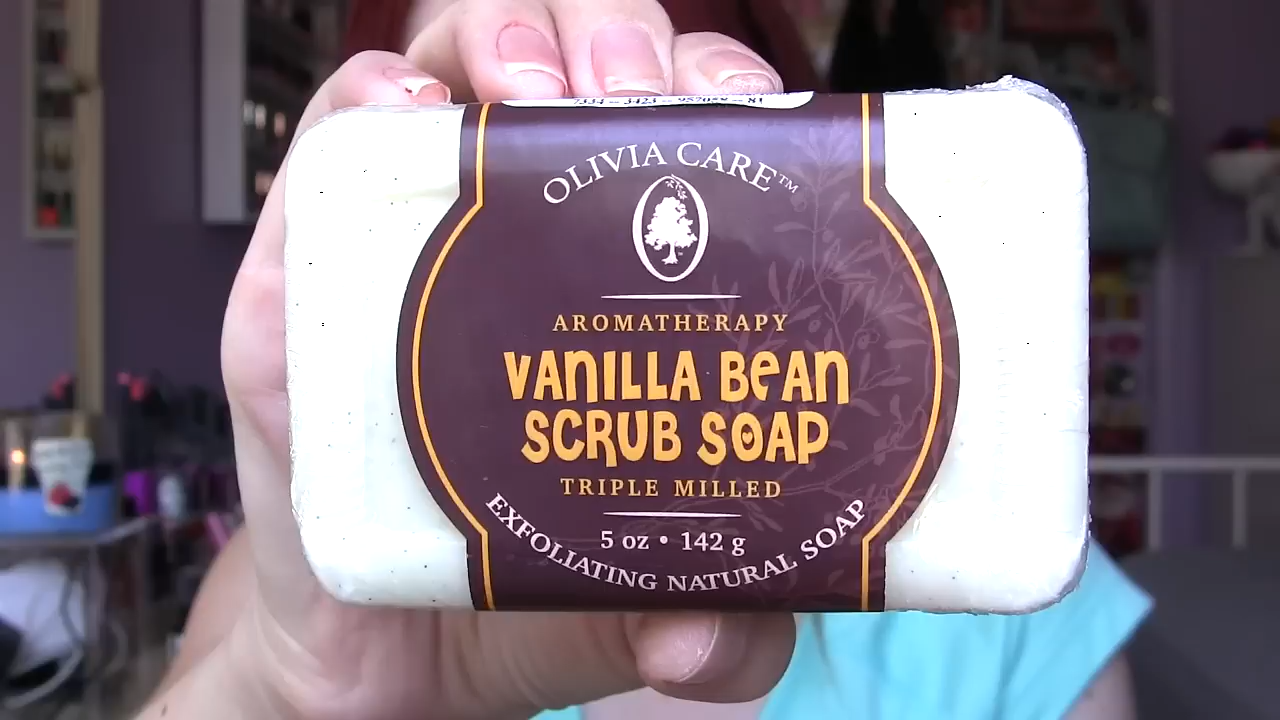 OLIVIA CARE™
AROMATHERAPY
VANILLA BEAN
SCRUB SOAP
TRIPLE MILLED
5 oz • 142 g
EXFOLIATING NATURAL SOAP